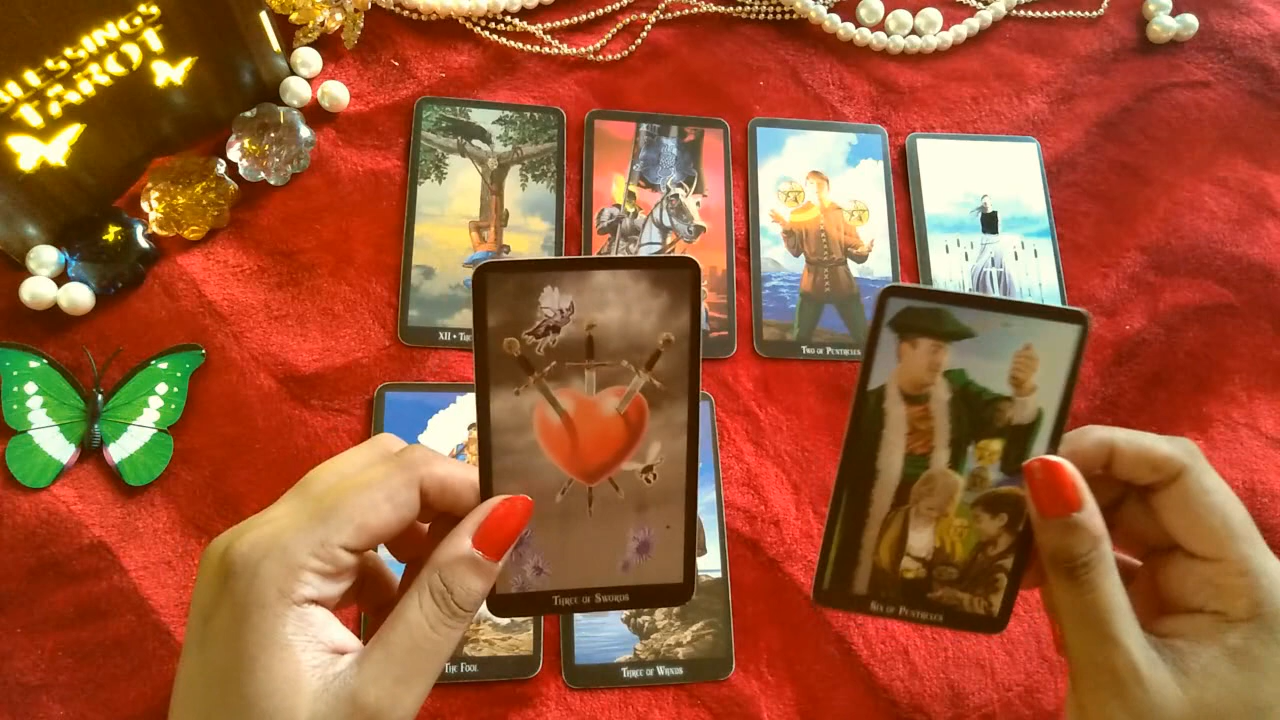 BLESSINGS
TAROT
XII • The
Two of Pentacles
Three of Swords
Six of Pentacles
The Fool
Three of Wands